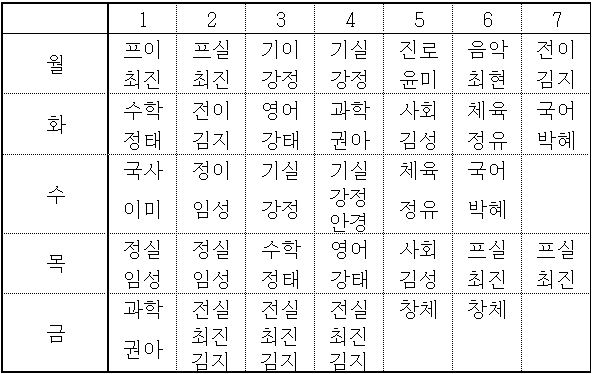 1 2 3 4 5 6 7
월
프이 프실 기이 기실 진로 음악 전이
최진 최진 강정 강정 윤미 최현 김지
화
수학 전이 영어 과학 사회 체육 국어
정태 김지 강태 권아 김성 정유 박혜
수
국사 정이 기실 기실 체육 국어
이미 임성 강정 강정 정유 박혜
안경
목
정실 정실 수학 영어 사회 프실 프실
임성 임성 정태 강태 김성 최진 최진
금
과학 전실 전실 전실 창체 창체
권아 최진 최진 최진
김지 김지 김지